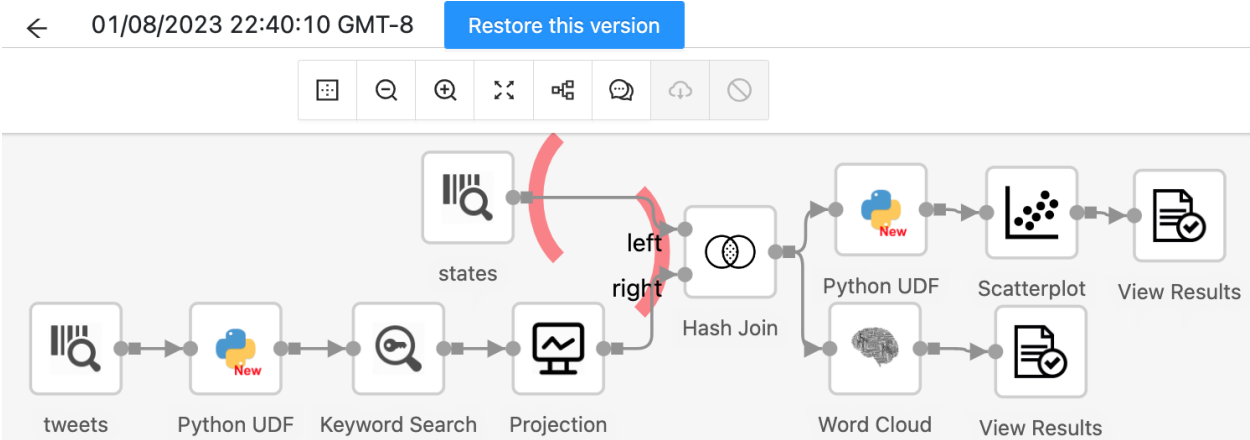 01/08/2023 22:40:10 GMT-8 Restore this version
states
left
right
Hash Join
New
Python UDF
Scatterplot
View Results
tweets
New
Python UDF
Keyword Search
Projection
Word Cloud
View Results